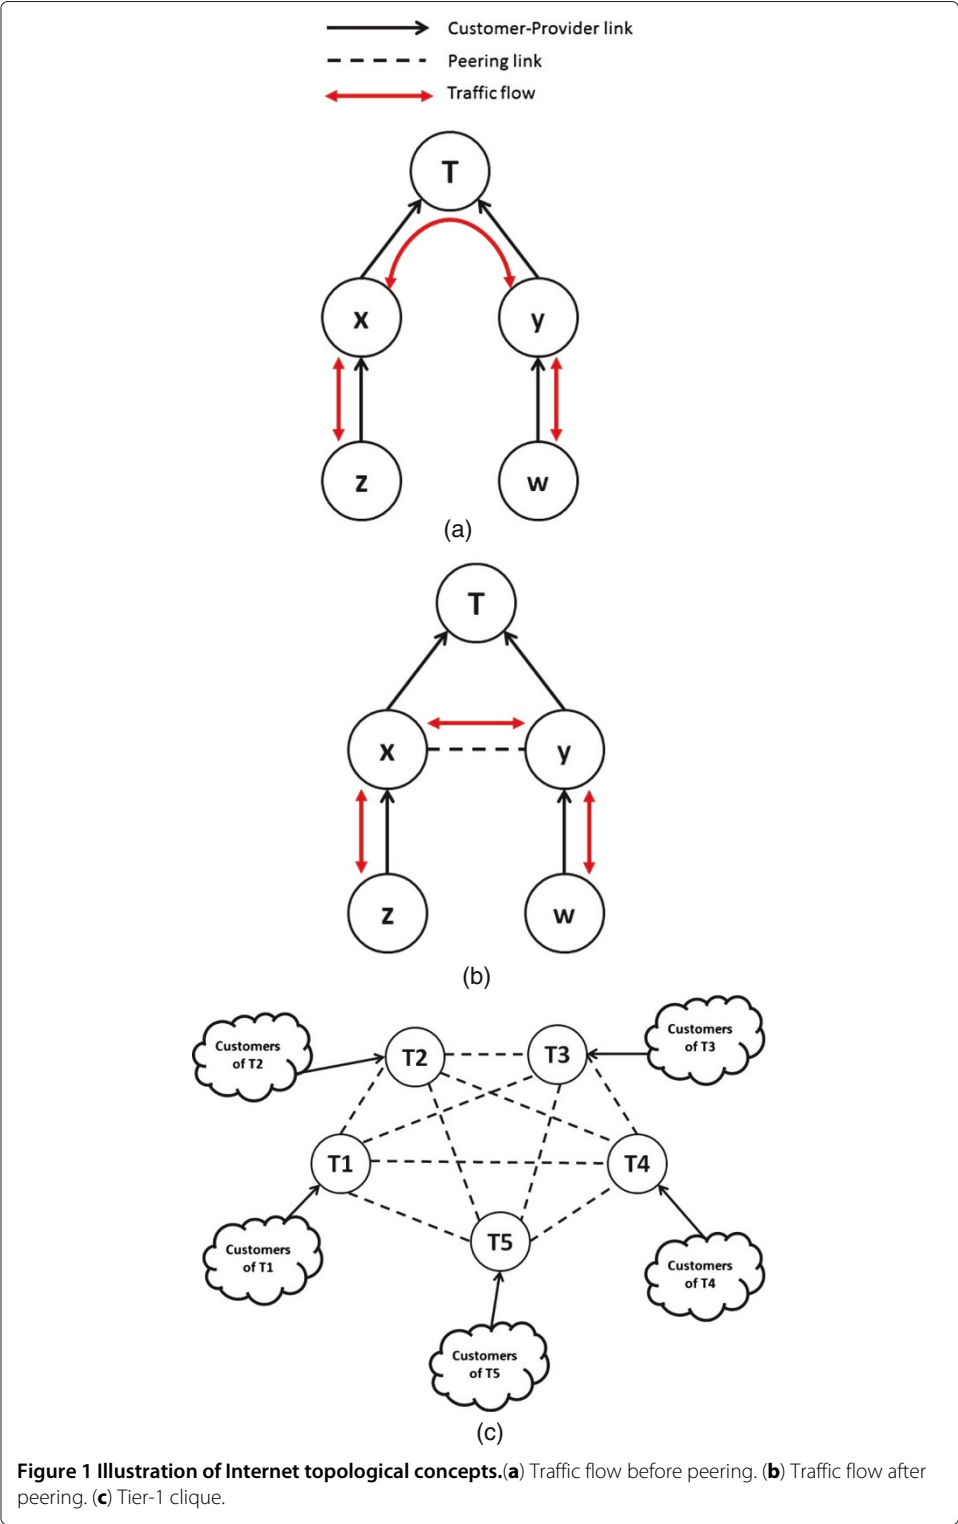 Customer-Provider link
Peering link
Traffic flow
T
x
y
z
w
(a)
T
x
y
z
w
(b)
Customers
of T2
T2
T3
Customers
of T3
T1
T4
Customers
of T1
T5
Customers
of T4
Customers
of T5
(c)
Figure 1 Illustration of Internet topological concepts.(a) Traffic flow before peering. (b) Traffic flow after
peering. (c) Tier-1 clique.